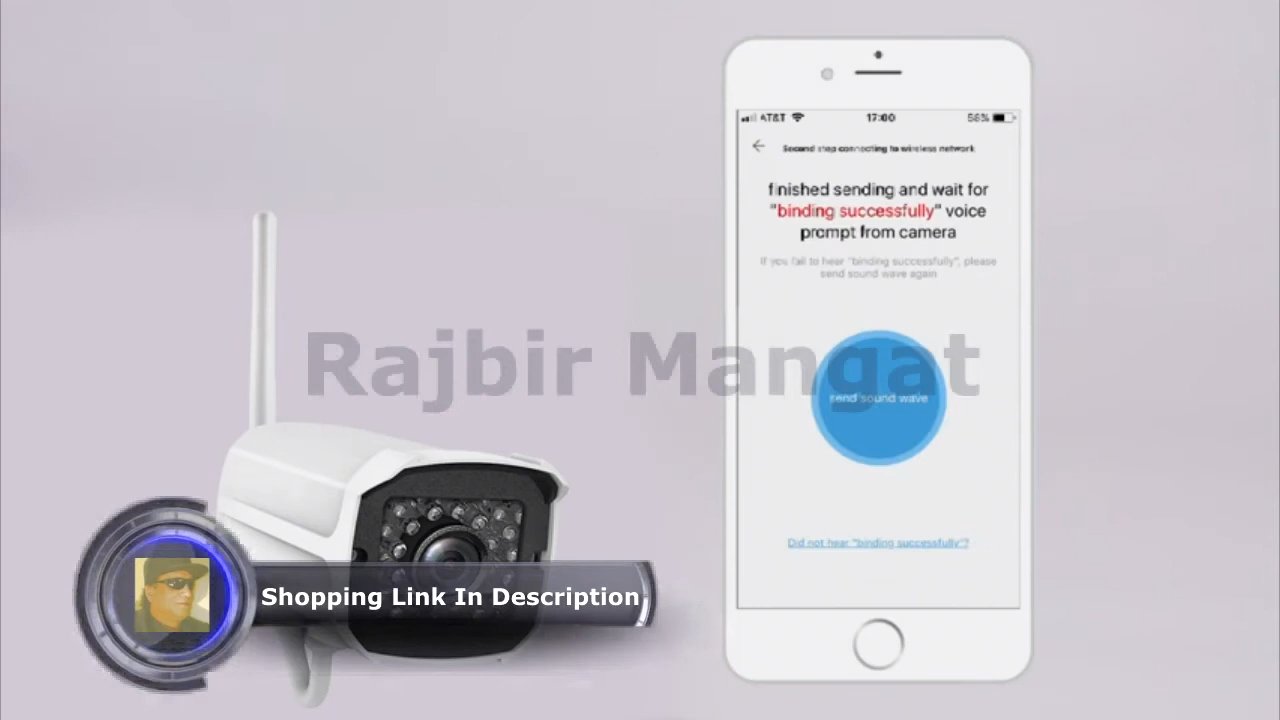 AT&T
17:00
56%
Second step connecting to wireless network
finished sending and wait for
"binding successfully" voice
prompt from camera
If you fail to hear "binding successfully", please
send sound wave again
Rajbir Mangat
send sound wave
Did not hear "binding successfully"?
Shopping Link In Description